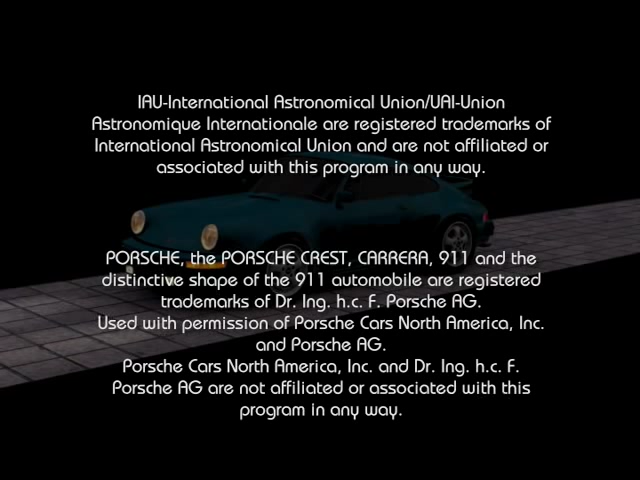 IAU-International Astronomical Union/UAI-Union
Astronomique Internationale are registered trademarks of
International Astronomical Union and are not affiliated or
associated with this program in any way.
PORSCHE, the PORSCHE CREST, CARRERA, 911 and the
distinctive shape of the 911 automobile are registered
trademarks of Dr. Ing. h.c. F. Porsche AG.
Used with permission of Porsche Cars North America, Inc.
and Porsche AG.
Porsche Cars North America, Inc. and Dr. Ing. h.c. F.
Porsche AG are not affiliated or associated with this
program in any way.